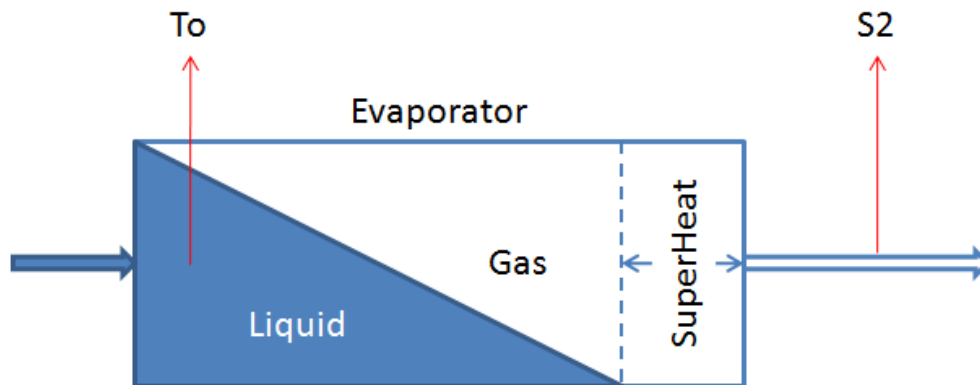 To
S2
Evaporator
Gas
SuperHeat
Liquid